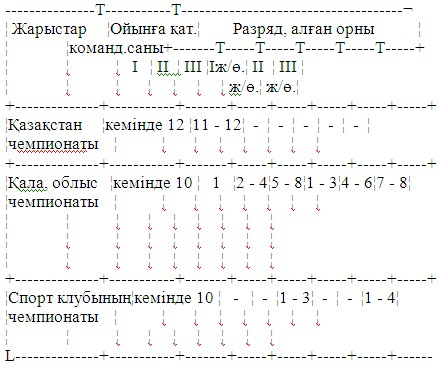 ---------------Т-----------Т-------------------------------------¬
¦ Жарыстар ¦Ойынға қат.¦ Разряд, алған орны ¦
¦команд.саны+-------Т-----Т-----Т-----Т-----Т-----+
¦ ¦ I ¦ II ¦ III ¦Iж/ө.¦ II ¦ III ¦
¦ ¦ ¦ ¦ ¦ ¦ ж/ө.¦ ж/ө.¦
+--------------+-----------+-------+-----+-----+-----+-----+-----+
¦Қазақстан ¦кемінде 12 ¦11 - 12¦ - ¦ - ¦ - ¦ - ¦ - ¦
¦чемпионаты ¦ ¦ ¦ ¦ ¦ ¦ ¦ ¦
+--------------+-----------+-------+-----+-----+-----+-----+-----+
¦Қала, облыс ¦кемінде 10 ¦ 1 ¦2 - 4¦5 - 8¦1 - 3¦4 - 6¦7 - 8¦
¦чемпионаты ¦ ¦ ¦ ¦ ¦ ¦ ¦ ¦
+--------------+-----------+-------+-----+-----+-----+-----+-----+
¦Спорт клубының¦кемінде 10 ¦ - ¦ - ¦1 - 3¦ - ¦ - ¦1 - 4¦
¦чемпионаты ¦ ¦ ¦ ¦ ¦ ¦ ¦ ¦
L--------------+-----------+-------+-----+-----+-----+-----+------